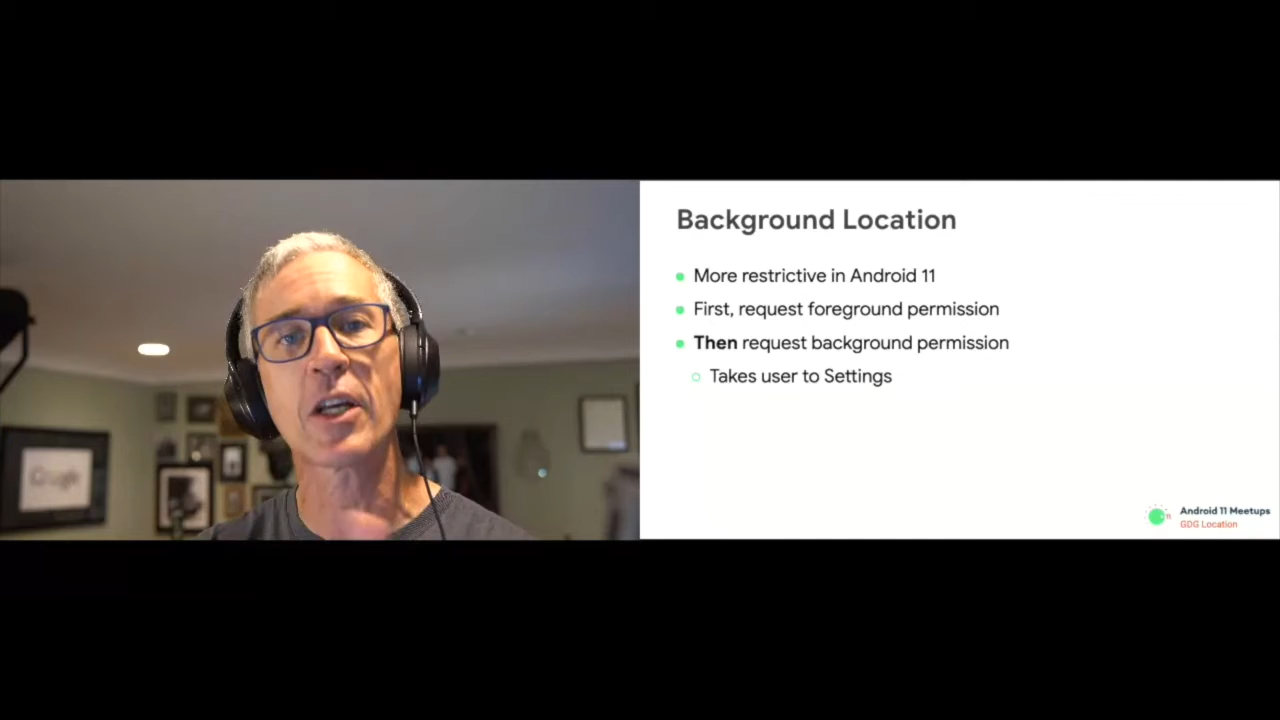 Google
Background Location
More restrictive in Android 11
First, request foreground permission
Then request background permission
Takes user to Settings
Android 11 Meetups
GDG Location